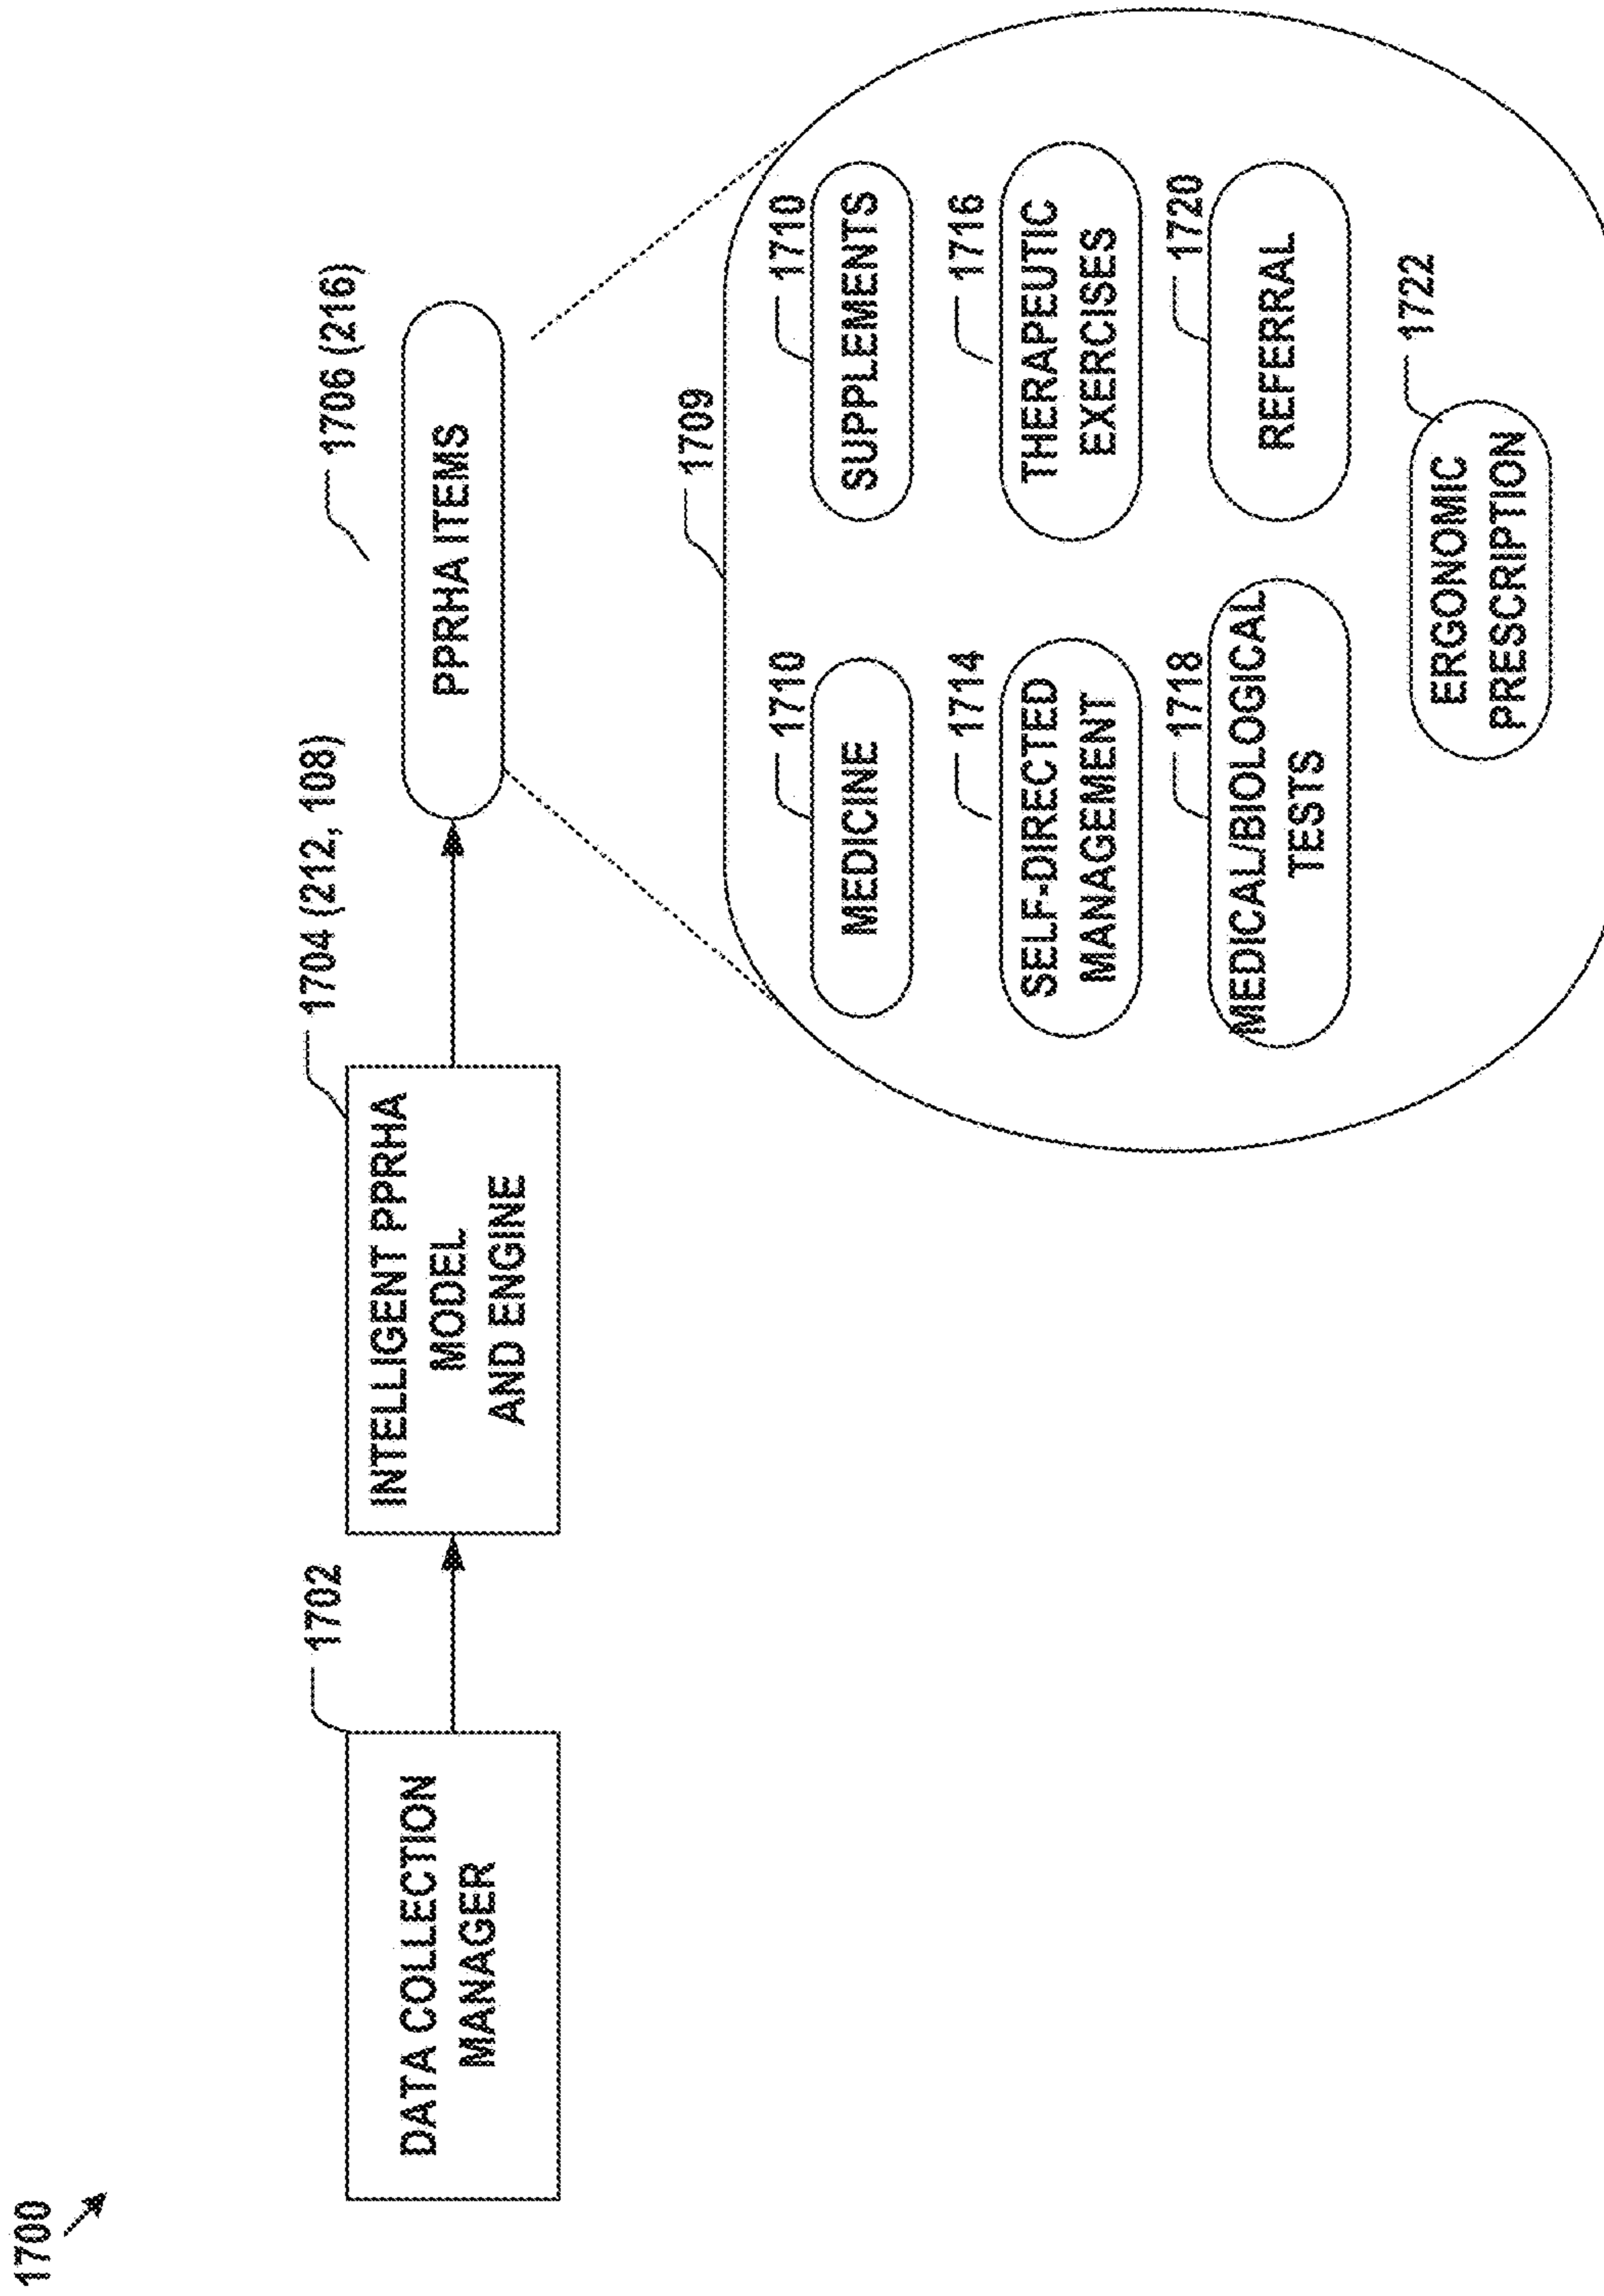 1700
1702
DATA COLLECTION
MANAGER
1704 (212, 108)
INTELLIGENT PPRHA
MODEL
AND ENGINE
1706 (216)
PPRHA ITEMS
1709
1710
MEDICINE
1710
SUPPLEMENTS
1714
SELF-DIRECTED
MANAGEMENT
1716
THERAPEUTIC
EXERCISES
1718
MEDICAL/BIOLOGICAL
TESTS
1720
REFERRAL
1722
ERGONOMIC
PRESCRIPTION